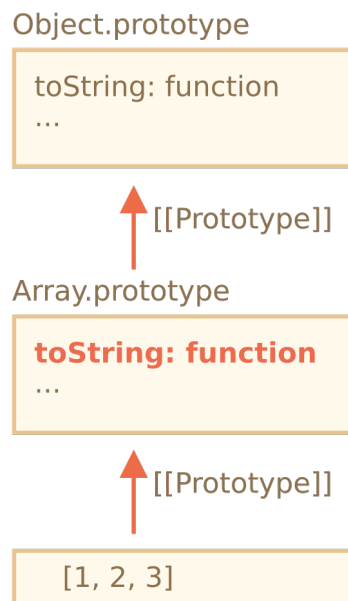 Object.prototype
toString: function
...
[[Prototype]]
Array.prototype
toString: function
...
[[Prototype]]
[1, 2, 3]